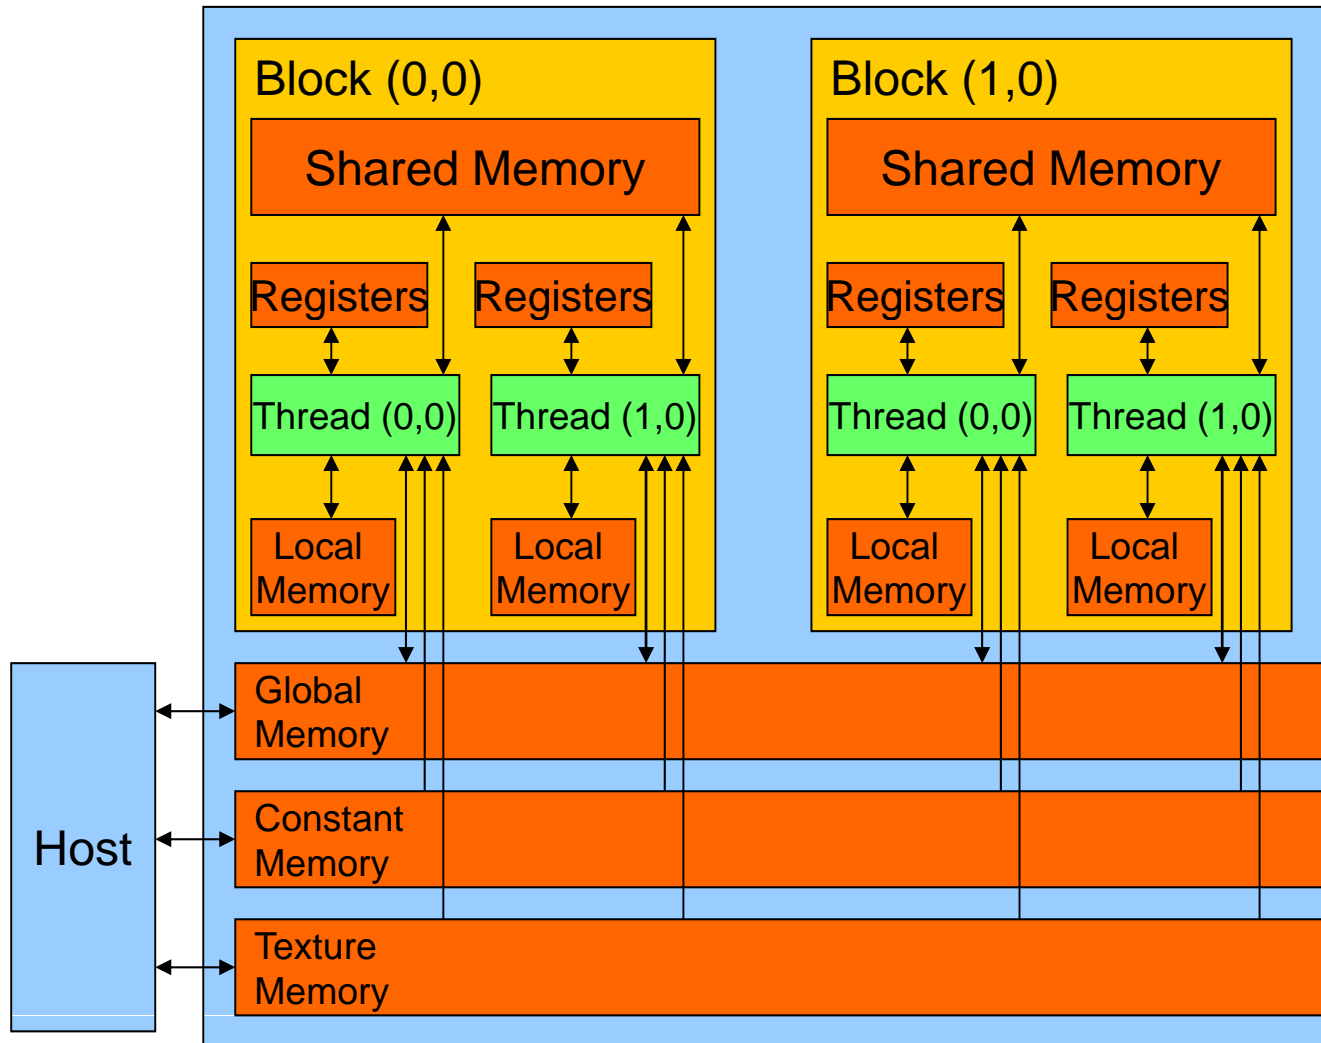 Block (0,0)
Shared Memory
Registers
Registers
Thread (0,0)
Thread (1,0)
Local
Memory
Local
Memory
Block (1,0)
Shared Memory
Registers
Registers
Thread (0,0)
Thread (1,0)
Local
Memory
Local
Memory
Host
Global
Memory
Constant
Memory
Texture
Memory